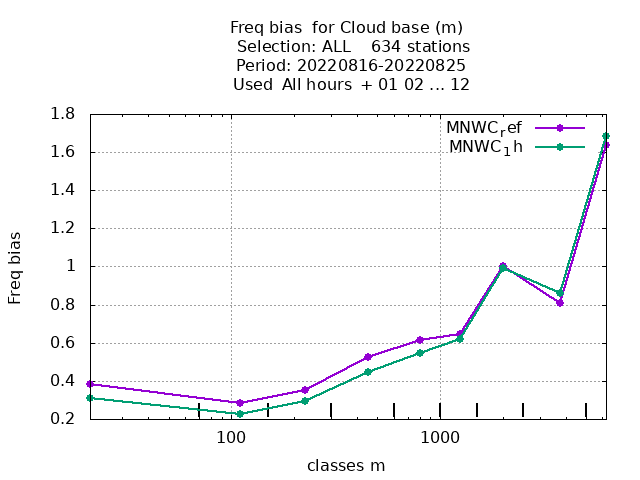 Freq bias  for Cloud base (m)
Selection: ALL    634 stations
Period: 20220816-20220825
Used  All hours  + 01 02 ... 12
MNWC_ref
MNWC_1h
1.8
1.6
1.4
1.2
1
0.8
0.6
0.4
0.2
Freq bias
100 1000
classes m